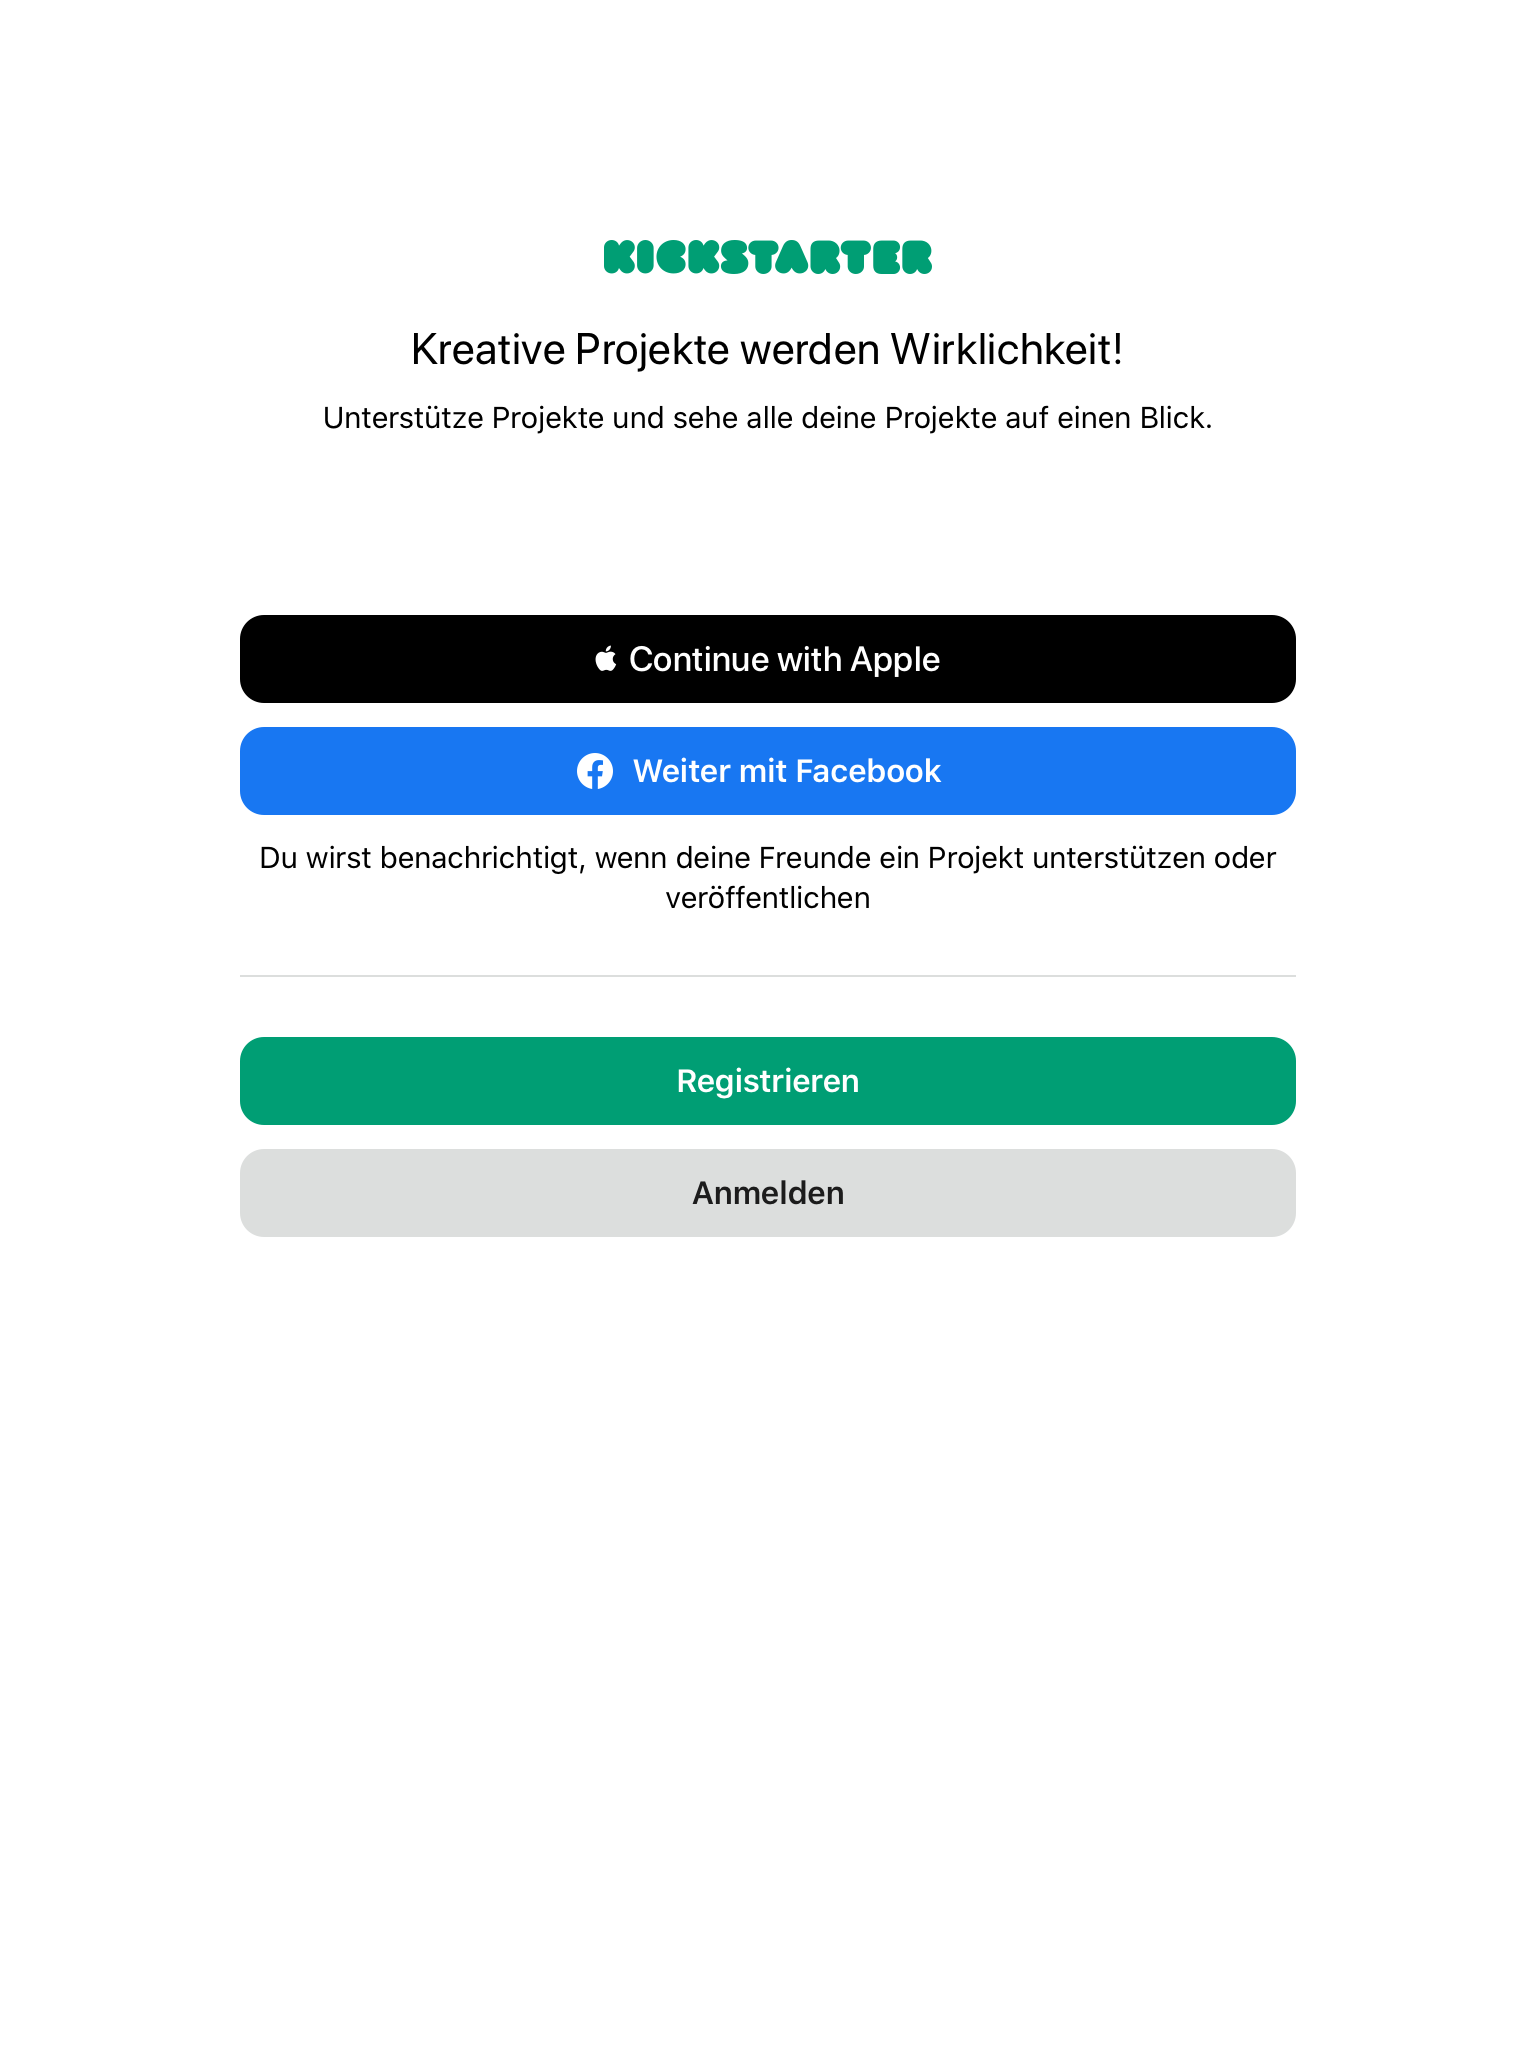 KICKSTARTER
Kreative Projekte werden Wirklichkeit!
Unterstütze Projekte und sehe alle deine Projekte auf einen Blick.
Continue with Apple
Weiter mit Facebook
Du wirst benachrichtigt, wenn deine Freunde ein Projekt unterstützen oder
veröffentlichen
Registrieren
Anmelden